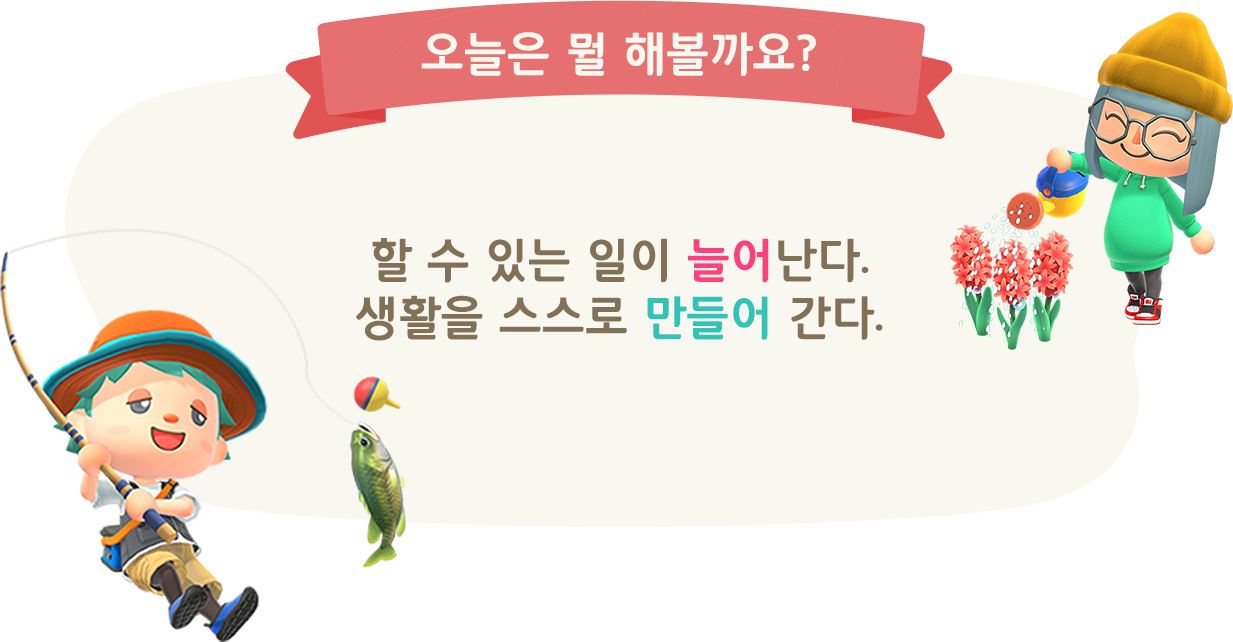 오늘은 뭘 해볼까요?
할 수 있는 일이 늘어난다.
생활을 스스로 만들어 간다.